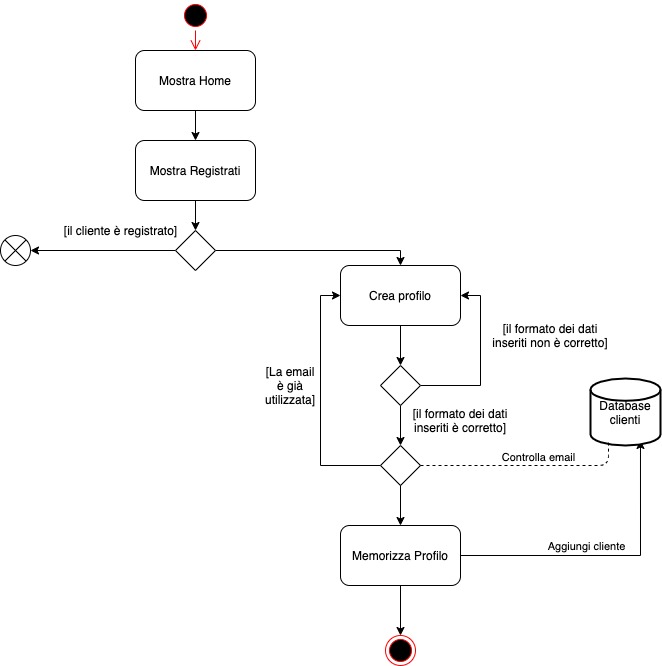 Mostra Home
Mostra Registrati
[il cliente è registrato]
Crea profilo
[il formato dei dati
inseriti non è corretto]
[La email
è già
utilizzata]
[il formato dei dati
inseriti è corretto]
Database
clienti
Controlla email
Memorizza Profilo
Aggiungi cliente